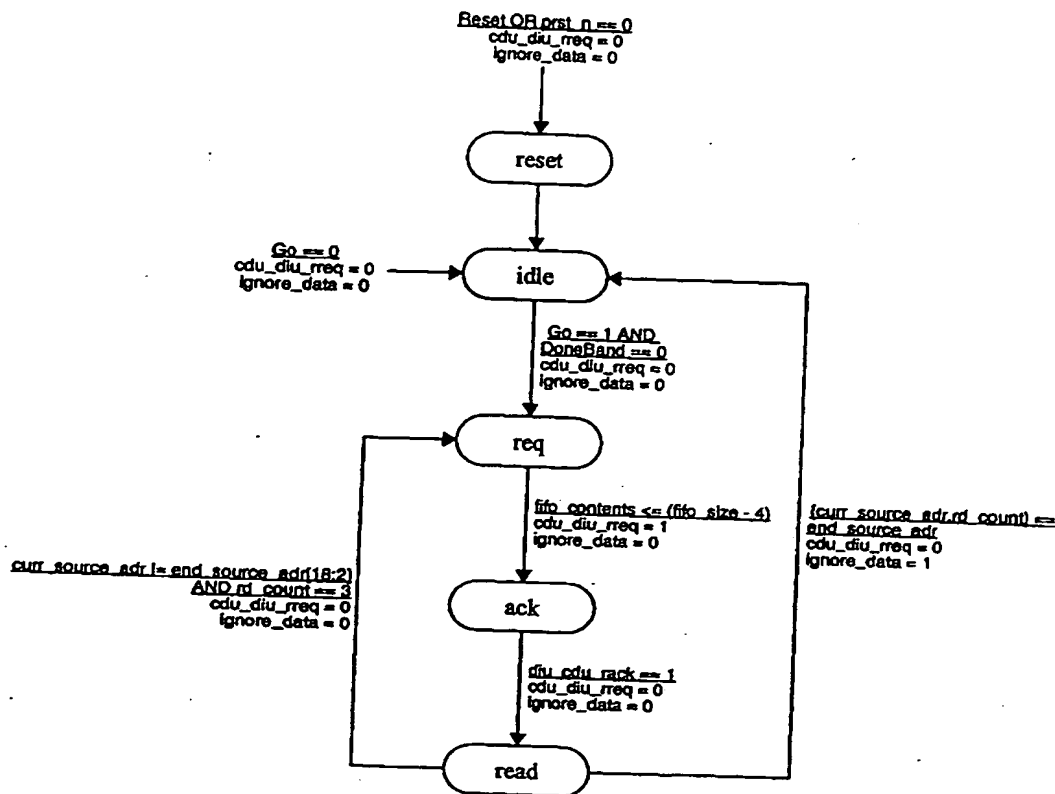 Reset OR prst_n == 0
cdu_diu_rreq = 0
ignore_data = 0
reset
Go == 0
cdu_diu_rreq = 0
ignore_data = 0
idle
Go == 1 AND
DoneBand == 0
cdu_diu_rreq = 0
ignore_data = 0
req
fifo_contents <= (fifo_size - 4)
cdu_diu_rreq = 1
ignore_data = 0
{curr_source_adr,rd_count} <=
end_source_adr
cdu_diu_rreq = 0
ignore_data = 1
curr_source_adr != end_source_adr[18:2]
AND rd_count == 3
cdu_diu_rreq = 0
ignore_data = 0
ack
diu_cdu_rack == 1
cdu_diu_rreq = 0
ignore_data = 0
read